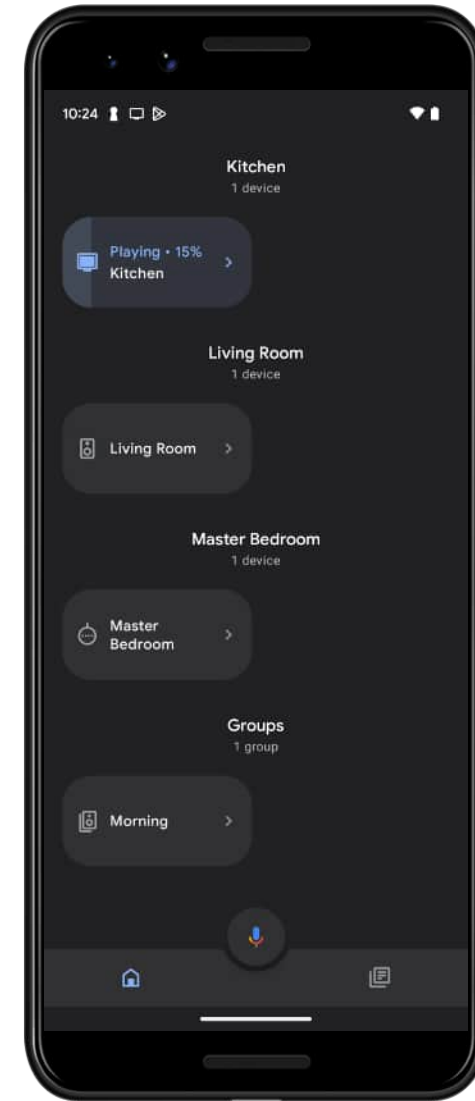 10:24
Kitchen
1 device
Playing • 15%
Kitchen
Living Room
1 device
Living Room
Master Bedroom
1 device
Master
Bedroom
Groups
1 group
Morning